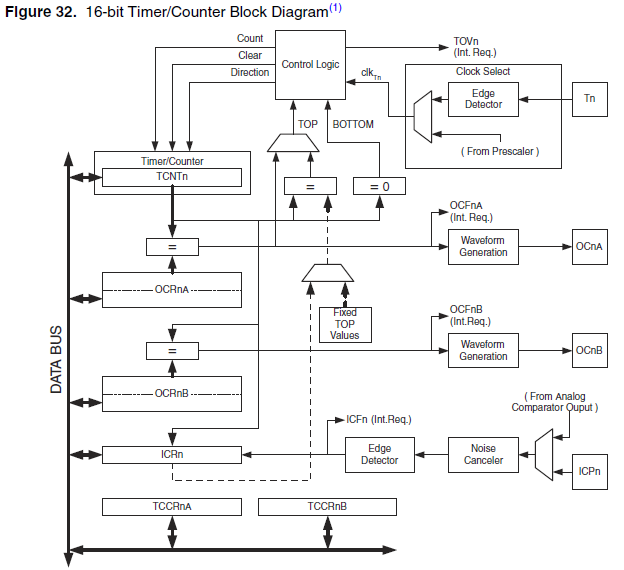 Figure 32. 16-bit Timer/Counter Block Diagram(1)
Count
Clear
Direction
Control Logic
TOVn
(Int. Req.)
clkTn
Clock Select
Edge
Detector
Tn
( From Prescaler )
TOP
BOTTOM
Timer/Counter
TCNTn
=
= 0
=
OCFnA
(Int. Req.)
Waveform
Generation
OCnA
OCRnA
Fixed
TOP
Values
OCFnB
(Int.Req.)
=
Waveform
Generation
OCnB
DATA BUS
OCRnB
( From Analog
Comparator Ouput )
ICFn (Int.Req.)
ICRn
Edge
Detector
Noise
Canceler
ICPn
TCCRnA
TCCRnB